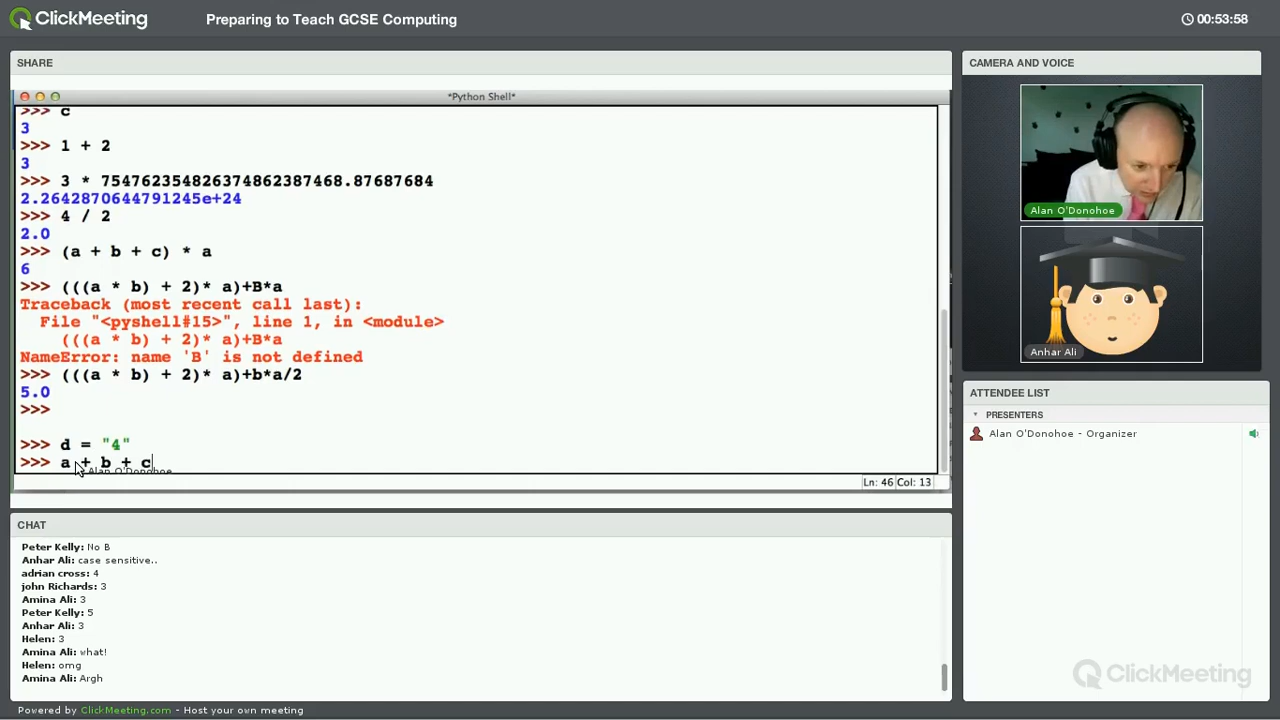 ClickMeeting
Preparing to Teach GCSE Computing
00:53:58
SHARE
*Python Shell*
>>> c
3
>>> 1 + 2
3
>>> 3 * 754762354826374862387468.87687684
2.2642870644791245e+24
>>> 4 / 2
2.0
>>> (a + b + c) * a
6
>>> (((a * b) + 2)* a)+B*a
Traceback (most recent call last):
File "<pyshell#15>", line 1, in <module>
(((a * b) + 2)* a)+B*a
NameError: name 'B' is not defined
>>> (((a * b) + 2)* a)+b*a/2
5.0
>>>
>>> d = "4"
>>> a + b + c
Alan O'Donohoe
Ln: 46 Col: 13
CAMERA AND VOICE
Alan O'Donohoe
Anhar Ali
ATTENDEE LIST
PRESENTERS
Alan O'Donohoe - Organizer
CHAT
Peter Kelly: No B
Anhar Ali: case sensitive..
adrian cross: 4
john Richards: 3
Amina Ali: 3
Peter Kelly: 5
Anhar Ali: 3
Helen: 3
Amina Ali: what!
Helen: omg
Amina Ali: Argh
ClickMeeting
Powered by ClickMeeting.com - Host your own meeting